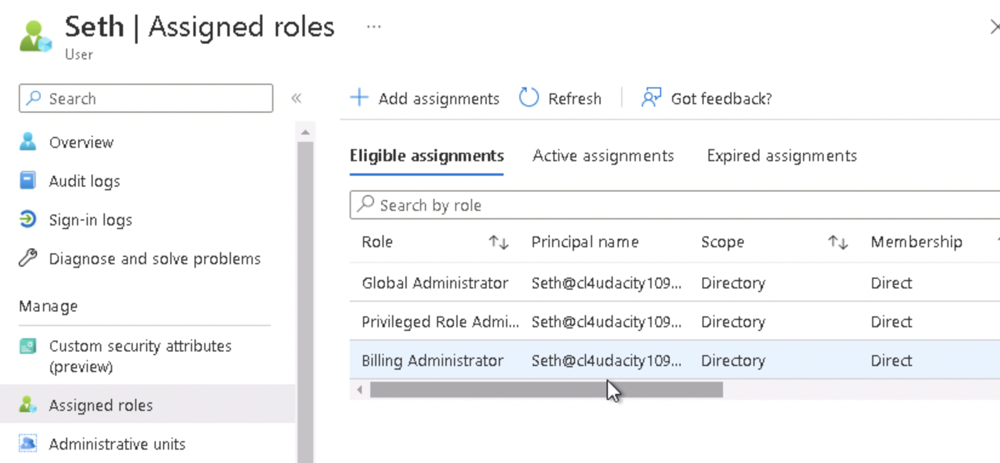 Seth | Assigned roles ...
User
Search
«
Add assignments
Refresh
Got feedback?
Overview
Audit logs
Sign-in logs
Diagnose and solve problems
Manage
Custom security attributes
(preview)
Assigned roles
Administrative units
Eligible assignments
Active assignments
Expired assignments
Search by role
Role Principal name Scope Membership
Global Administrator Seth@cl4udacity109... Directory Direct
Privileged Role Admi... Seth@cl4udacity109... Directory Direct
Billing Administrator Seth@cl4udacity109... Directory Direct